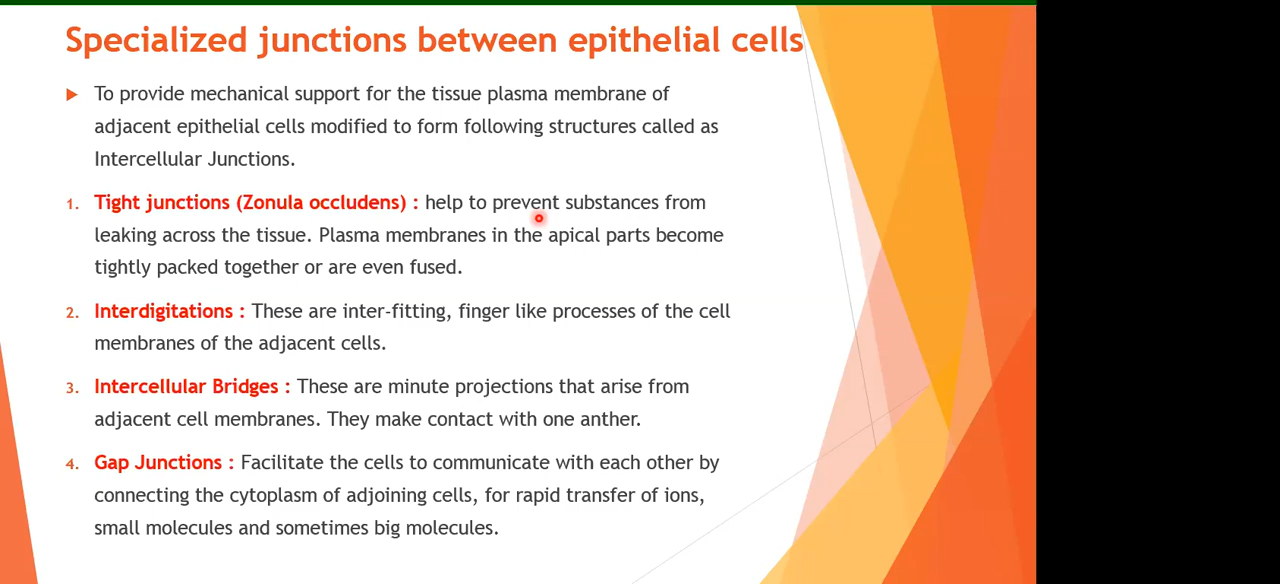 Specialized junctions between epithelial cells
To provide mechanical support for the tissue plasma membrane of
adjacent epithelial cells modified to form following structures called as
Intercellular Junctions.
1. Tight junctions (Zonula occludens) : help to prevent substances from
leaking across the tissue. Plasma membranes in the apical parts become
tightly packed together or are even fused.
2. Interdigitations : These are inter-fitting, finger like processes of the cell
membranes of the adjacent cells.
3. Intercellular Bridges : These are minute projections that arise from
adjacent cell membranes. They make contact with one anther.
4. Gap Junctions : Facilitate the cells to communicate with each other by
connecting the cytoplasm of adjoining cells, for rapid transfer of ions,
small molecules and sometimes big molecules.